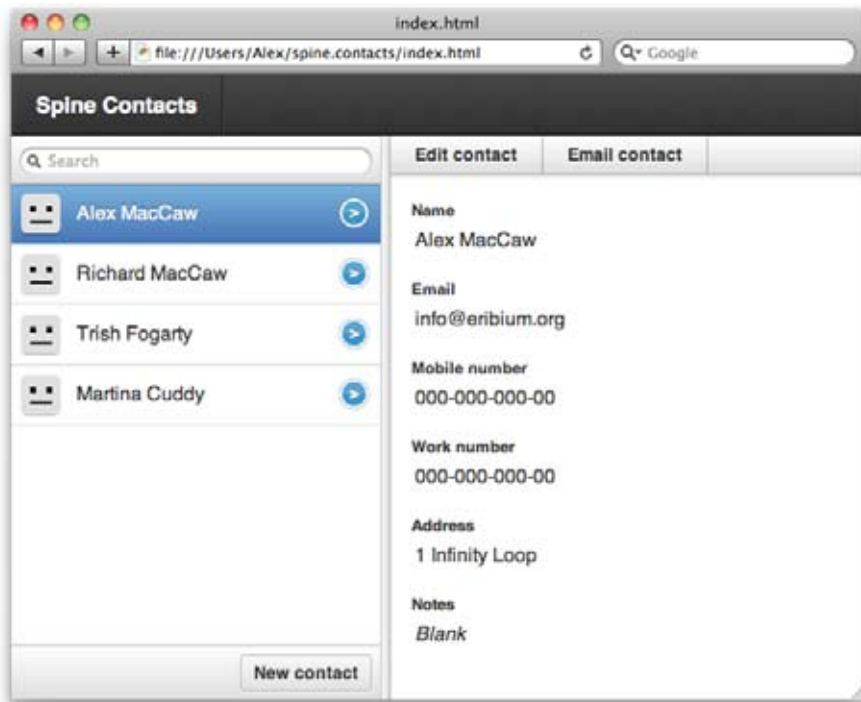 index.html
file:///Users/Alex/spine.contacts/index.html
Google
Spine Contacts
Search
Edit contact
Email contact
Alex MacCaw
Richard MacCaw
Trish Fogarty
Martina Cuddy
New contact
Name
Alex MacCaw
Email
info@eribium.org
Mobile number
000-000-000-00
Work number
000-000-000-00
Address
1 Infinity Loop
Notes
Blank